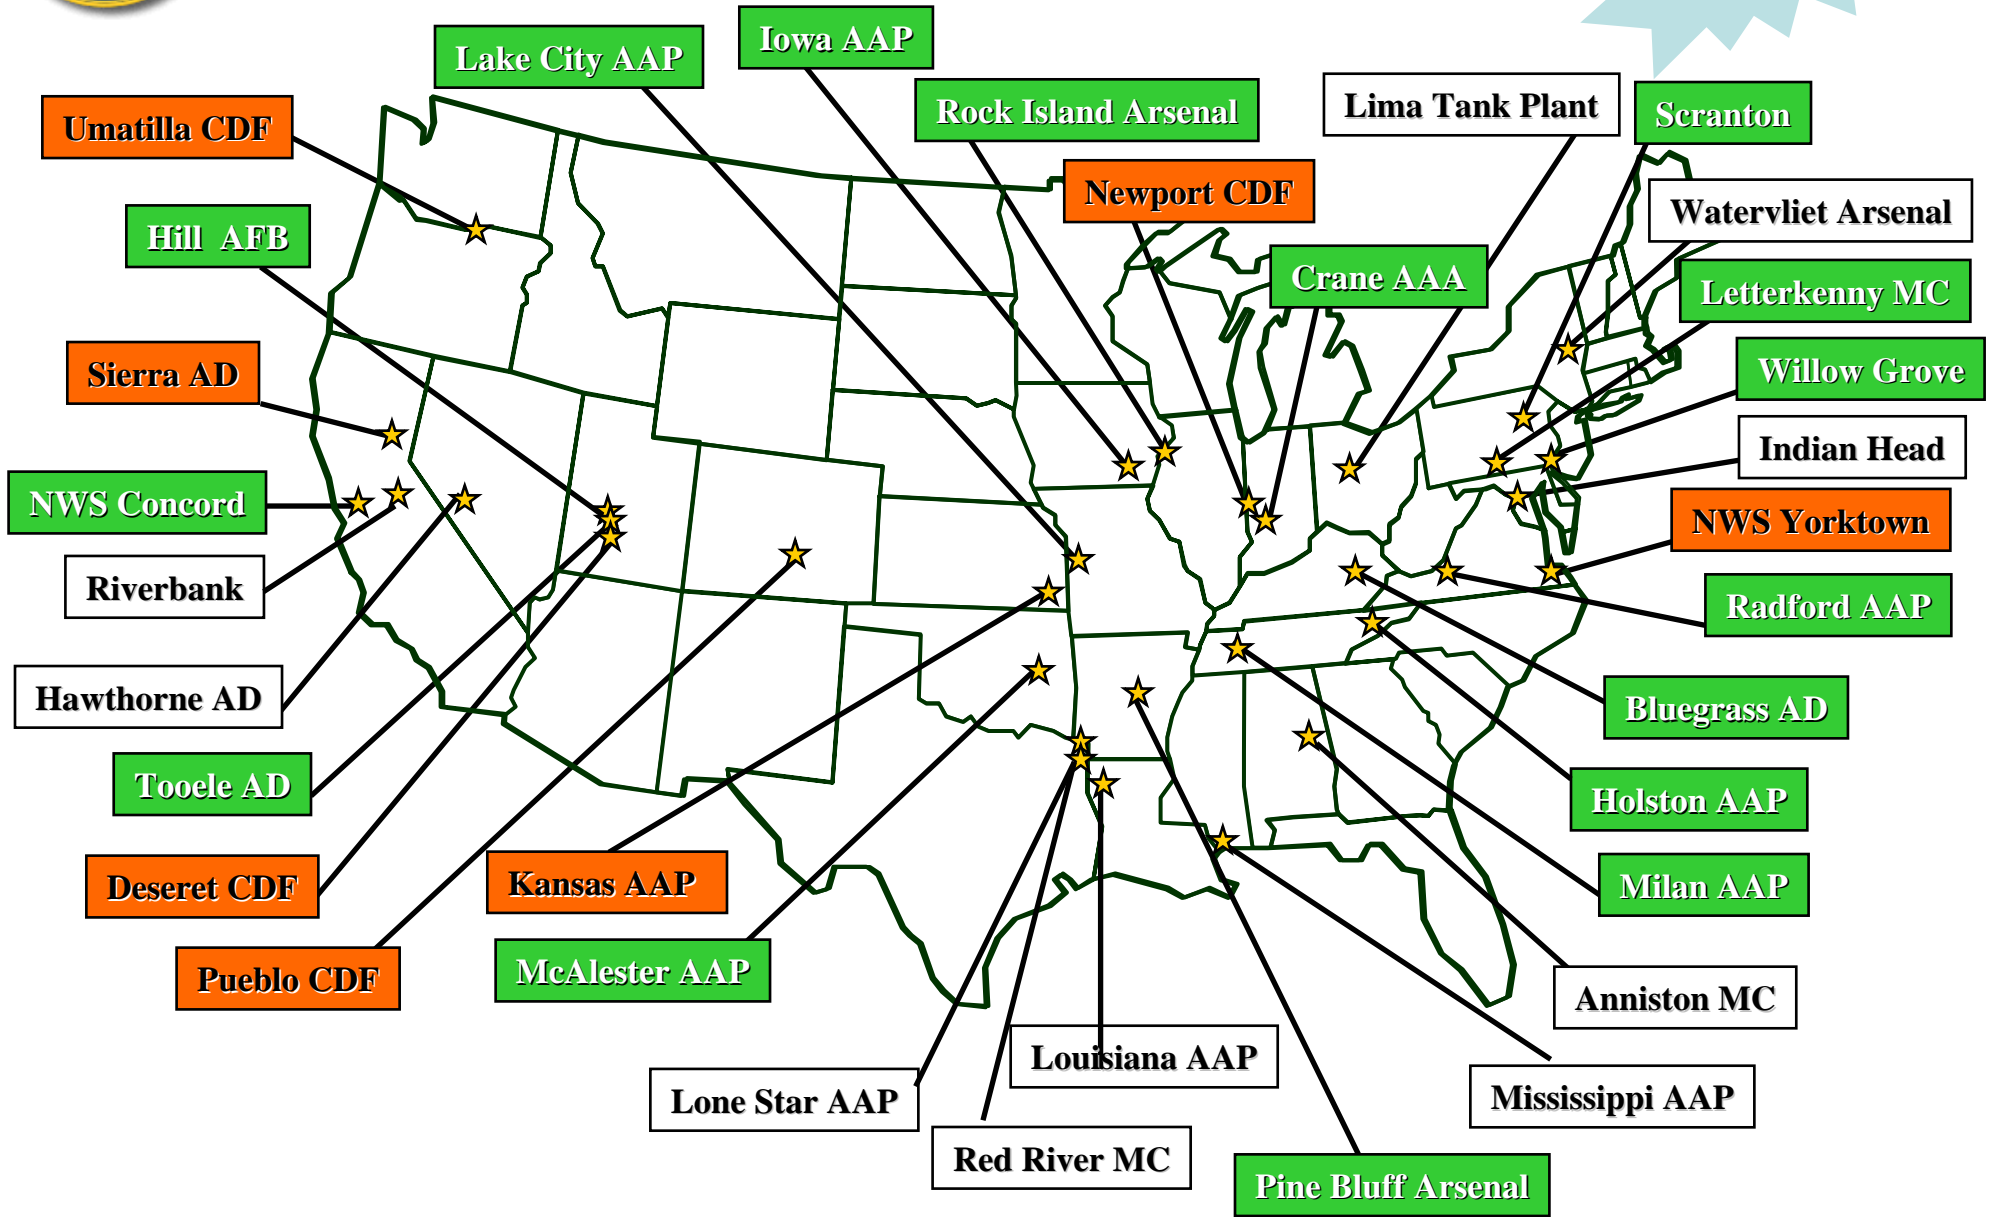 Iowa AAP
Lake City AAP
Rock Island Arsenal
Lima Tank Plant
Scranton
Umatilla CDF
Newport CDF
Watervliet Arsenal
Hill AFB
Crane AAA
Letterkenny MC
Sierra AD
Willow Grove
Indian Head
NWS Concord
NWS Yorktown
Riverbank
Radford AAP
Hawthorne AD
Bluegrass AD
Tooele AD
Holston AAP
Deseret CDF
Kansas AAP
Milan AAP
Pueblo CDF
McAlester AAP
Anniston MC
Louisiana AAP
Lone Star AAP
Mississippi AAP
Red River MC
Pine Bluff Arsenal